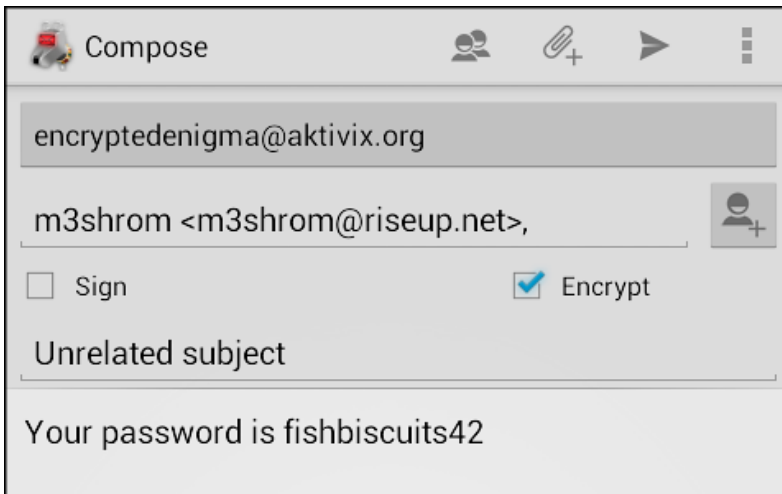 Compose
encryptedenigma@aktivix.org
m3shrom <m3shrom@riseup.net>,
Sign Encrypt
Unrelated subject
Your password is fishbiscuits42